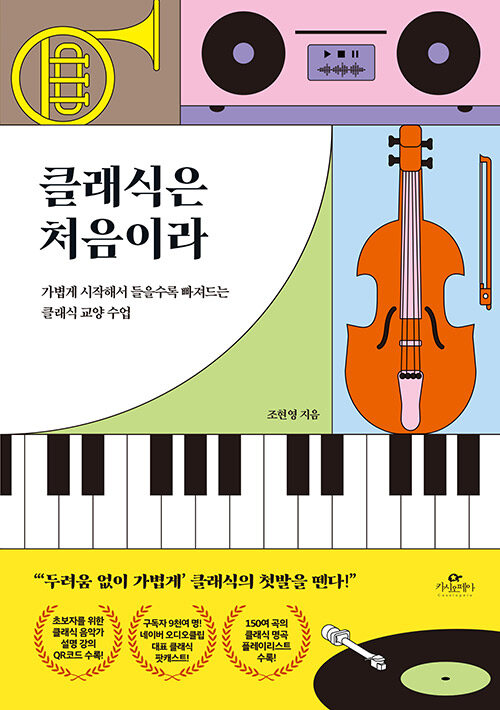 클래식은
처음이라
가볍게 시작해서 들을수록 빠져드는
클래식 교양 수업
조현영 지음
“‘두려움 없이 가볍게’ 클래식의 첫발을 뗀다!”
카시오페아
Cassiopeia
초보자를 위한
클래식 음악가
설명 강의
QR코드 수록!
구독자 9천여 명!
네이버 오디오클립
대표 클래식
팟캐스트!
150여 곡의
클래식 명곡
플레이리스트
수록!